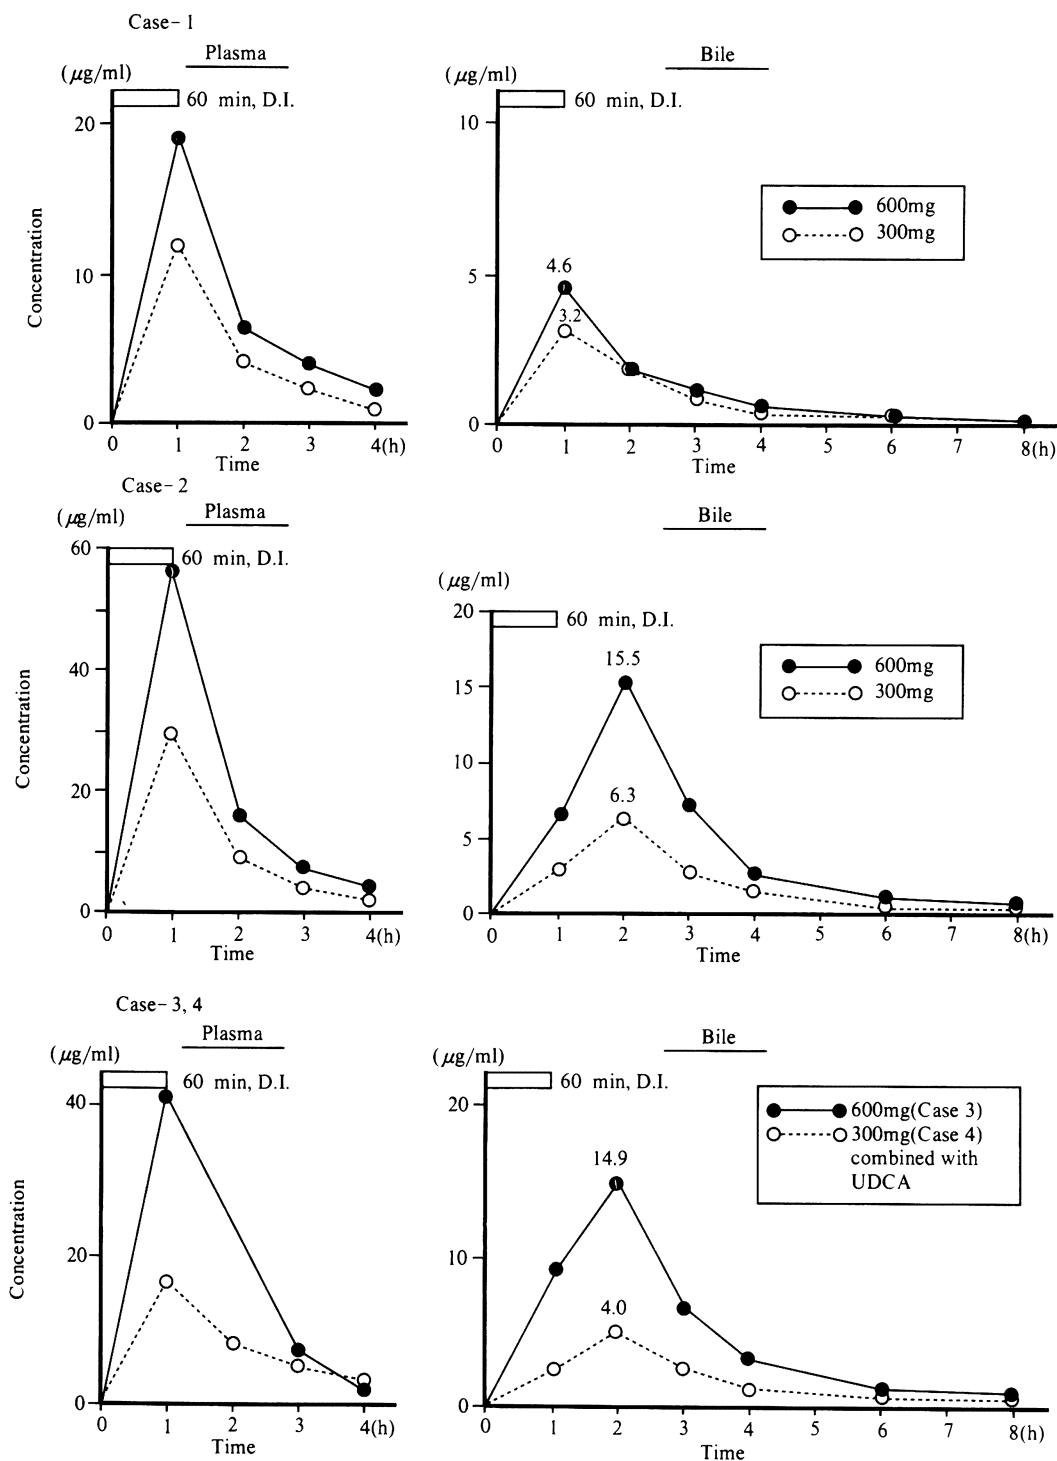 Case-1
Plasma
(μg/ml)
60 min, D.I.
20
10
0
Concentration
0 1 2 3 4(h)
Time
Bile
(μg/ml)
60 min, D.I.
10
5
0
4.6
3.2
600mg
300mg
0 1 2 3 4 5 6 7 8(h)
Time
Case-2
Plasma
(μg/ml)
60 min, D.I.
60
40
20
0
Concentration
0 1 2 3 4(h)
Time
Bile
(μg/ml)
60 min, D.I.
20
15
10
5
0
15.5
6.3
600mg
300mg
0 1 2 3 4 5 6 7 8(h)
Time
Case-3, 4
Plasma
(μg/ml)
60 min, D.I.
40
20
0
Concentration
0 1 2 3 4(h)
Time
Bile
(μg/ml)
60 min, D.I.
20
10
0
14.9
4.0
600mg(Case 3)
300mg(Case 4)
combined with
UDCA
0 1 2 3 4 5 6 7 8(h)
Time